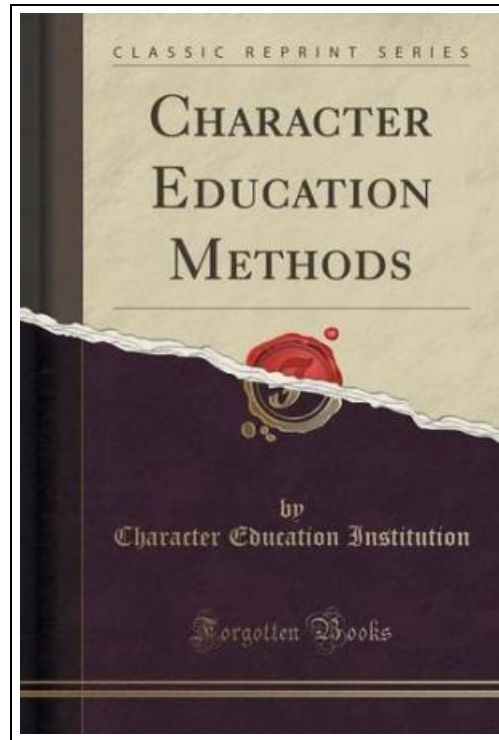 CLASSIC REPRINT SERIES
CHARACTER
EDUCATION
METHODS
by
Character Education Institution
Forgotten Books